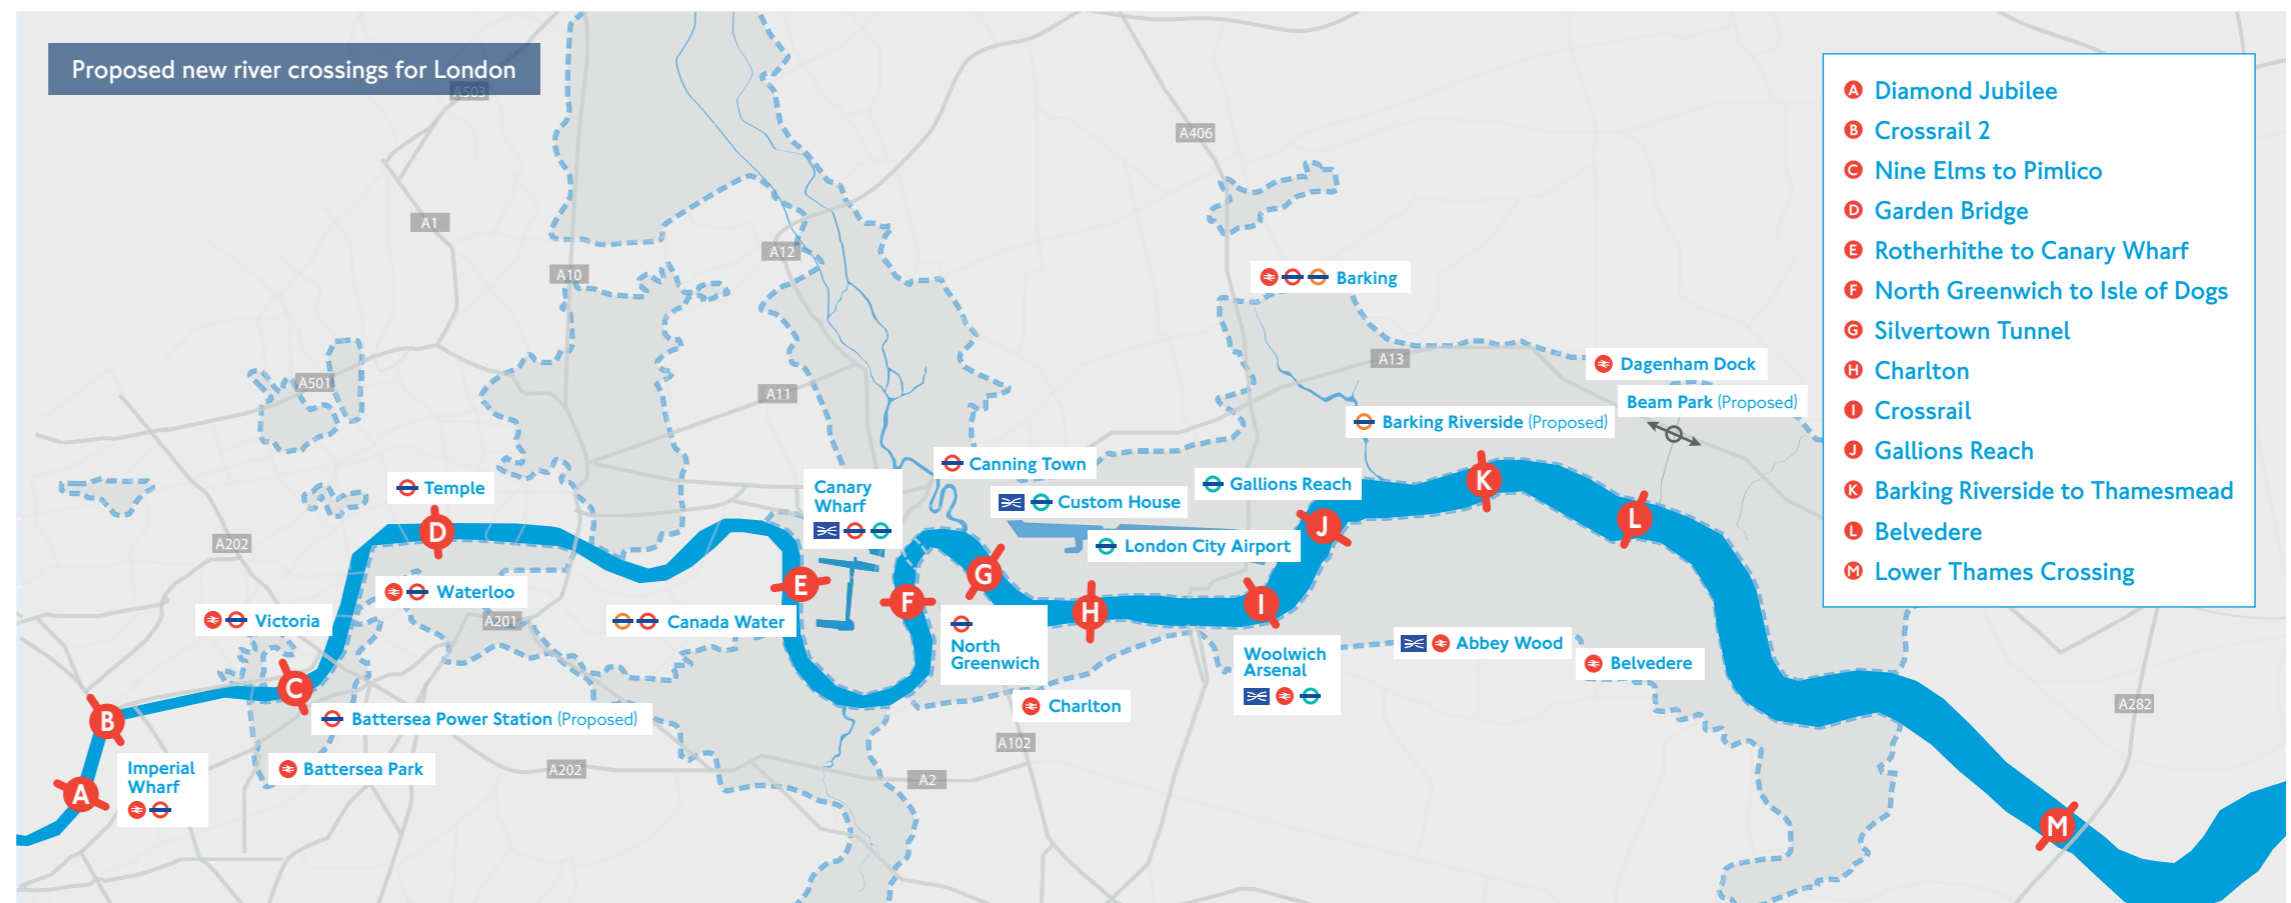 Proposed new river crossings for London
A503
A406
A1
A12
A10
A501
A11
A13
A202
A201
A202
A102
A2
A282
Barking
Dagenham Dock
Beam Park (Proposed)
Barking Riverside (Proposed)
Canning Town
Gallions Reach
Canary
Wharf
Custom House
Temple
London City Airport
Waterloo
Victoria
Canada Water
North
Greenwich
Woolwich
Arsenal
Abbey Wood
Belvedere
Charlton
Battersea Power Station (Proposed)
Battersea Park
Imperial
Wharf
A
B
C
D
E
F
G
H
I
J
K
L
M
A Diamond Jubilee
B Crossrail 2
C Nine Elms to Pimlico
D Garden Bridge
E Rotherhithe to Canary Wharf
F North Greenwich to Isle of Dogs
G Silvertown Tunnel
H Charlton
I Crossrail
J Gallions Reach
K Barking Riverside to Thamesmead
L Belvedere
M Lower Thames Crossing